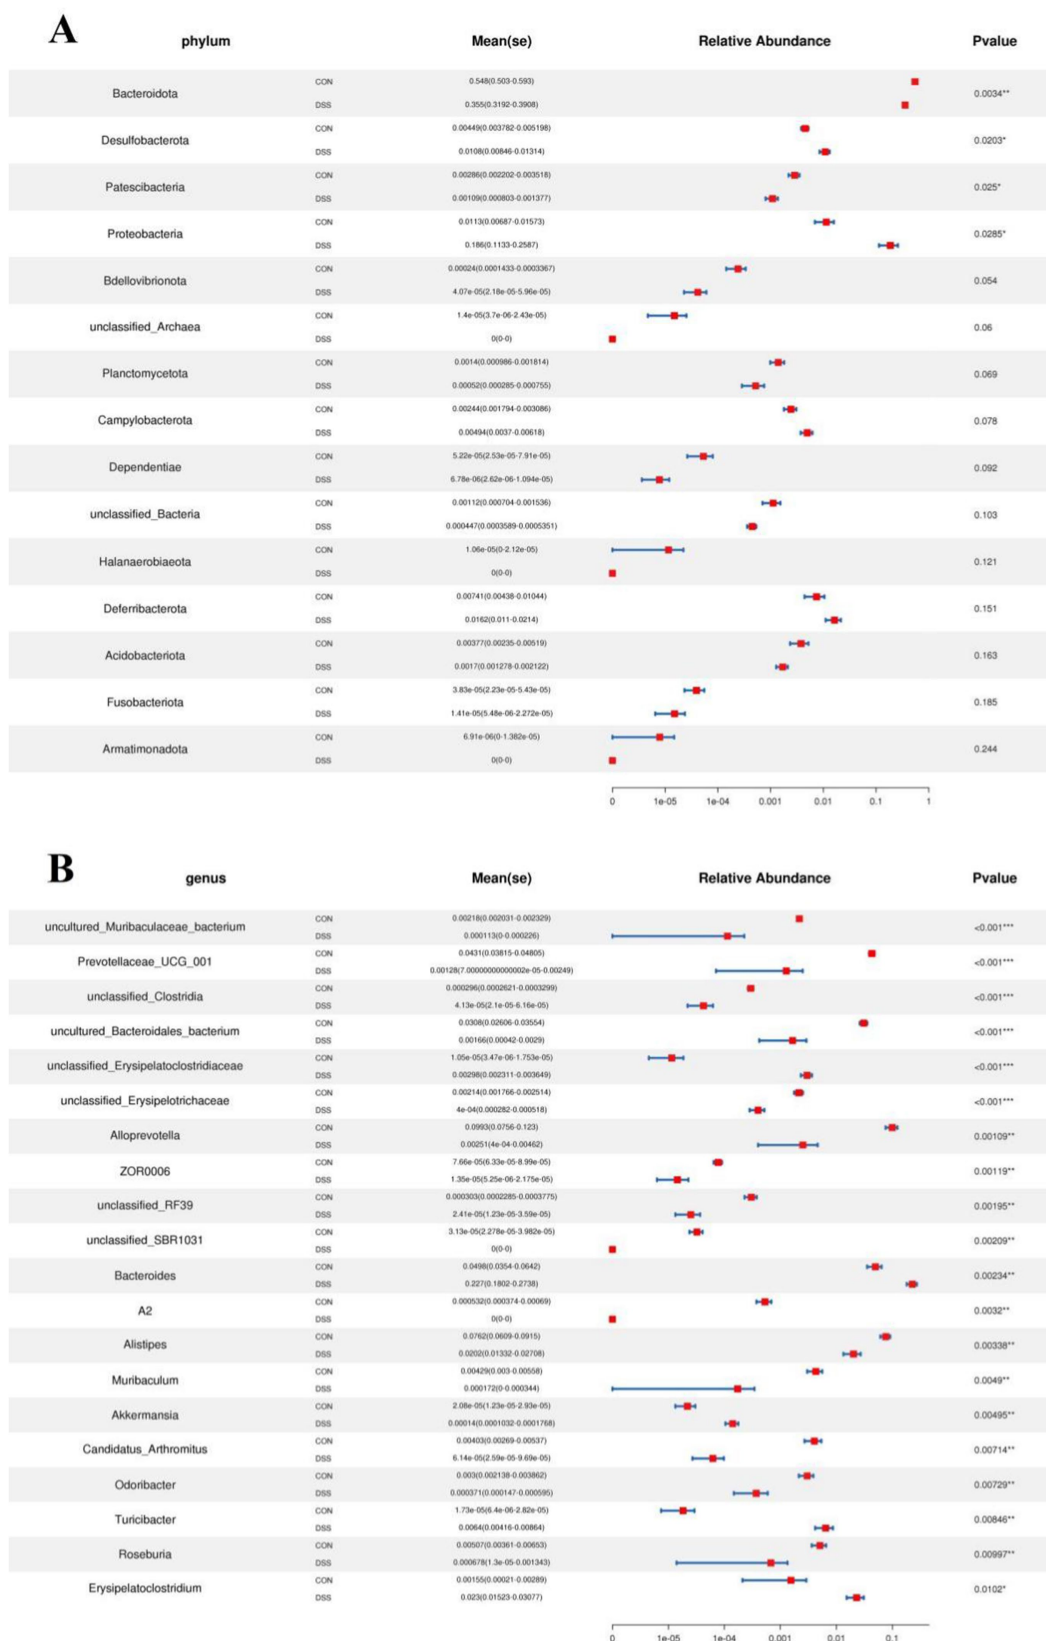 A
phylum Mean(se) Relative Abundance Pvalue
CON 0.548(0.503-0.593)
Bacteroidota 0.0034**
DSS 0.355(0.3192-0.3908)
CON 0.00449(0.003782-0.005198)
Desulfobacterota 0.0203*
DSS 0.0108(0.00846-0.01314)
CON 0.00286(0.002202-0.003518)
Patescibacteria 0.025*
DSS 0.00109(0.000803-0.001377)
CON 0.0113(0.00687-0.01573)
Proteobacteria 0.0285*
DSS 0.186(0.1133-0.2587)
CON 0.00024(0.0001433-0.0003367)
Bdellovibrionota 0.054
DSS 4.07e-05(2.18e-05-5.96e-05)
CON 1.4e-05(3.7e-06-2.43e-05)
unclassified_Archaea 0.06
DSS 0(0-0)
CON 0.0014(0.000986-0.001814)
Planctomycetota 0.069
DSS 0.00052(0.000285-0.000755)
CON 0.00244(0.001794-0.003086)
Campylobacterota 0.078
DSS 0.00494(0.0037-0.00618)
CON 5.22e-05(2.53e-05-7.91e-05)
Dependentiae 0.092
DSS 6.78e-06(2.62e-06-1.094e-05)
CON 0.00112(0.000704-0.001536)
unclassified_Bacteria 0.103
DSS 0.000447(0.0003589-0.0005351)
CON 1.06e-05(0-2.12e-05)
Halanaerobiaeota 0.121
DSS 0(0-0)
CON 0.00741(0.00438-0.01044)
Deferribacterota 0.151
DSS 0.0162(0.011-0.0214)
CON 0.00377(0.00235-0.00519)
Acidobacteriota 0.163
DSS 0.0017(0.001278-0.002122)
CON 3.83e-05(2.23e-05-5.43e-05)
Fusobacteriota 0.185
DSS 1.41e-05(5.48e-06-2.272e-05)
CON 6.91e-06(0-1.382e-05)
Armatimonadota 0.244
DSS 0(0-0)
0 1e-05 1e-04 0.001 0.01 0.1 1
B
genus Mean(se) Relative Abundance Pvalue
CON 0.00218(0.002031-0.002329)
uncultured_Muribaculaceae_bacterium <0.001***
DSS 0.000113(0-0.000226)
CON 0.0431(0.03815-0.04805)
Prevotellaceae_UCG_001 <0.001***
DSS 0.00128(7.00000000000002e-05-0.00249)
CON 0.000296(0.0002621-0.0003299)
unclassified_Clostridia <0.001***
DSS 4.13e-05(2.1e-05-6.16e-05)
CON 0.0308(0.02606-0.03554)
uncultured_Bacteroidales_bacterium <0.001***
DSS 0.00166(0.00042-0.0029)
CON 1.05e-05(3.47e-06-1.753e-05)
unclassified_Erysipelatoclostridiaceae <0.001***
DSS 0.00298(0.002311-0.003649)
CON 0.00214(0.001766-0.002514)
unclassified_Erysipelotrichaceae <0.001***
DSS 4e-04(0.000282-0.000518)
CON 0.0993(0.0756-0.123)
Alloprevotella 0.00109**
DSS 0.00251(4e-04-0.00462)
CON 7.66e-05(6.33e-05-8.99e-05)
ZOR0006 0.00119**
DSS 1.35e-05(5.25e-06-2.175e-05)
CON 0.000303(0.0002285-0.0003775)
unclassified_RF39 0.00195**
DSS 2.41e-05(1.23e-05-3.59e-05)
CON 3.13e-05(2.278e-05-3.982e-05)
unclassified_SBR1031 0.00209**
DSS 0(0-0)
CON 0.0498(0.0354-0.0642)
Bacteroides 0.00234**
DSS 0.227(0.1802-0.2738)
CON 0.000532(0.000374-0.00069)
A2 0.0032**
DSS 0(0-0)
CON 0.0762(0.0609-0.0915)
Alistipes 0.00338**
DSS 0.0202(0.01332-0.02708)
CON 0.00429(0.003-0.00558)
Muribaculum 0.0049**
DSS 0.000172(0-0.000344)
CON 2.08e-05(1.23e-05-2.93e-05)
Akkermansia 0.00495**
DSS 0.00014(0.0001032-0.0001768)
CON 0.00403(0.00269-0.00537)
Candidatus_Arthromitus 0.00714**
DSS 6.14e-05(2.59e-05-9.69e-05)
CON 0.003(0.002138-0.003862)
Odoribacter 0.00729**
DSS 0.000371(0.000147-0.000595)
CON 1.73e-05(6.4e-06-2.82e-05)
Turicibacter 0.00846**
DSS 0.0064(0.00416-0.00864)
CON 0.00507(0.00361-0.00653)
Roseburia 0.00997**
DSS 0.000678(1.3e-05-0.001343)
CON 0.00155(0.00021-0.00289)
Erysipelatoclostridium 0.0102*
DSS 0.023(0.01523-0.03077)
0 1e-05 1e-04 0.001 0.01 0.1